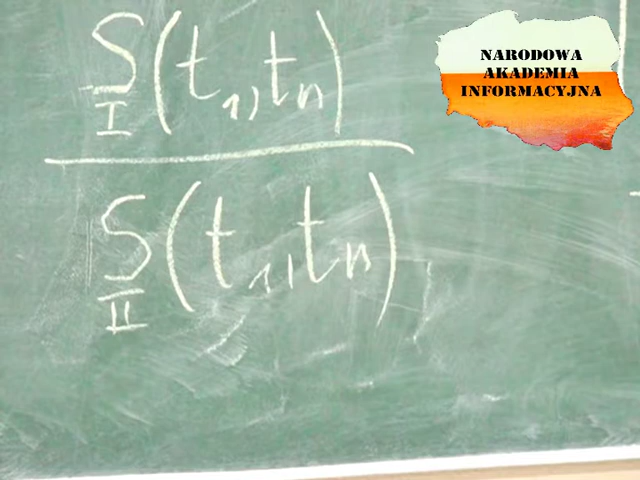 S
I (t₁, tₙ)
S
II (t₁, tₙ)
NARODOWA
AKADEMIA
INFORMACYJNA